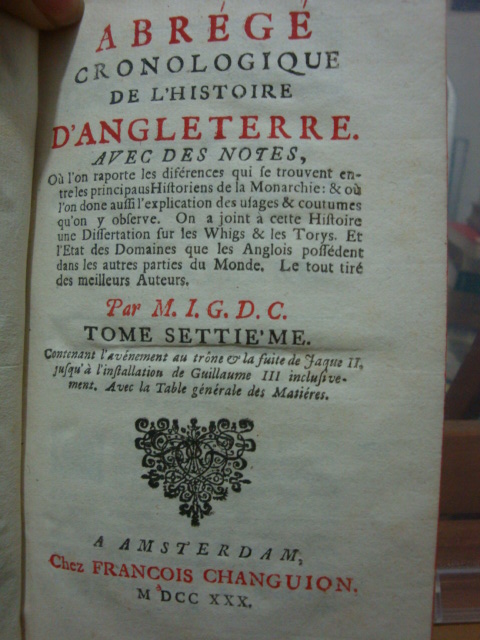 ABRÉGÉ
CRONOLOGIQUE
DE L'HISTOIRE
D'ANGLETERRE.
AVEC DES NOTES,
Où l'on raporte les diférences qui se trouvent en-
tre les principaus Historiens de la Monarchie: & où
l'on done aussi l'explication des usages & coutumes
qu'on y observe. On a joint à cette Histoire
une Dissertation sur les Whigs & les Torys. Et
l'Etat des Domaines que les Anglois possédent
dans les autres parties du Monde. Le tout tiré
des meilleurs Auteurs.
Par M. I. G. D. C.
TOME SETTIE'ME.
Contenant l'avénement au trône & la fuite de Jaque II,
jusqu'à l'installation de Guillaume III inclusive-
ment. Avec la Table générale des Matiéres.
A AMSTERDAM,
Chez FRANCOIS CHANGUION.
M DCC XXX.